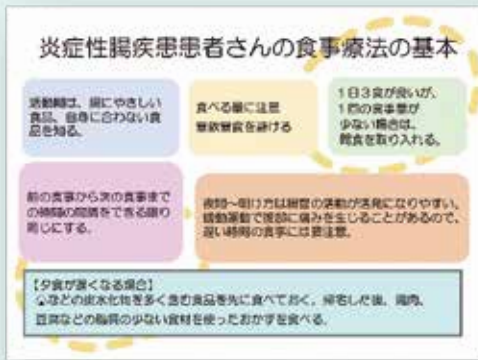 炎症性腸疾患患者さんの食事療法の基本
活動期は、腸にやさしい
食品、自身に合わない食
品を知る。
食べる量に注意
暴飲暴食を避ける
1日3食が良いが、
1回の食事量が
少ない場合は、
間食を取り入れる。
前の食事から次の食事まで
の時間の間隔をできる限り
同じにする。
夜間~明け方は腸管の活動が活発になりやすい。
蠕動運動で腹部に痛みを生じることがあるので、
遅い時間の食事には要注意。
【夕食が遅くなる場合】
などの炭水化物を多く含む食品を先に食べておく。帰宅した後、鶏肉、
豆腐などの脂質の少ない食材を使ったおかずを食べる。